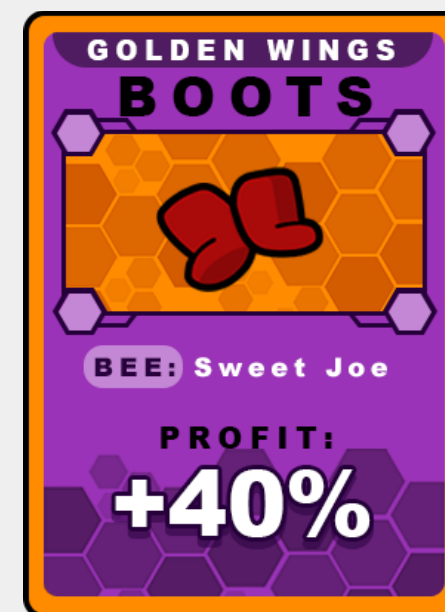 GOLDEN WINGS
BOOTS
BEE: Sweet Joe
PROFIT:
+40%